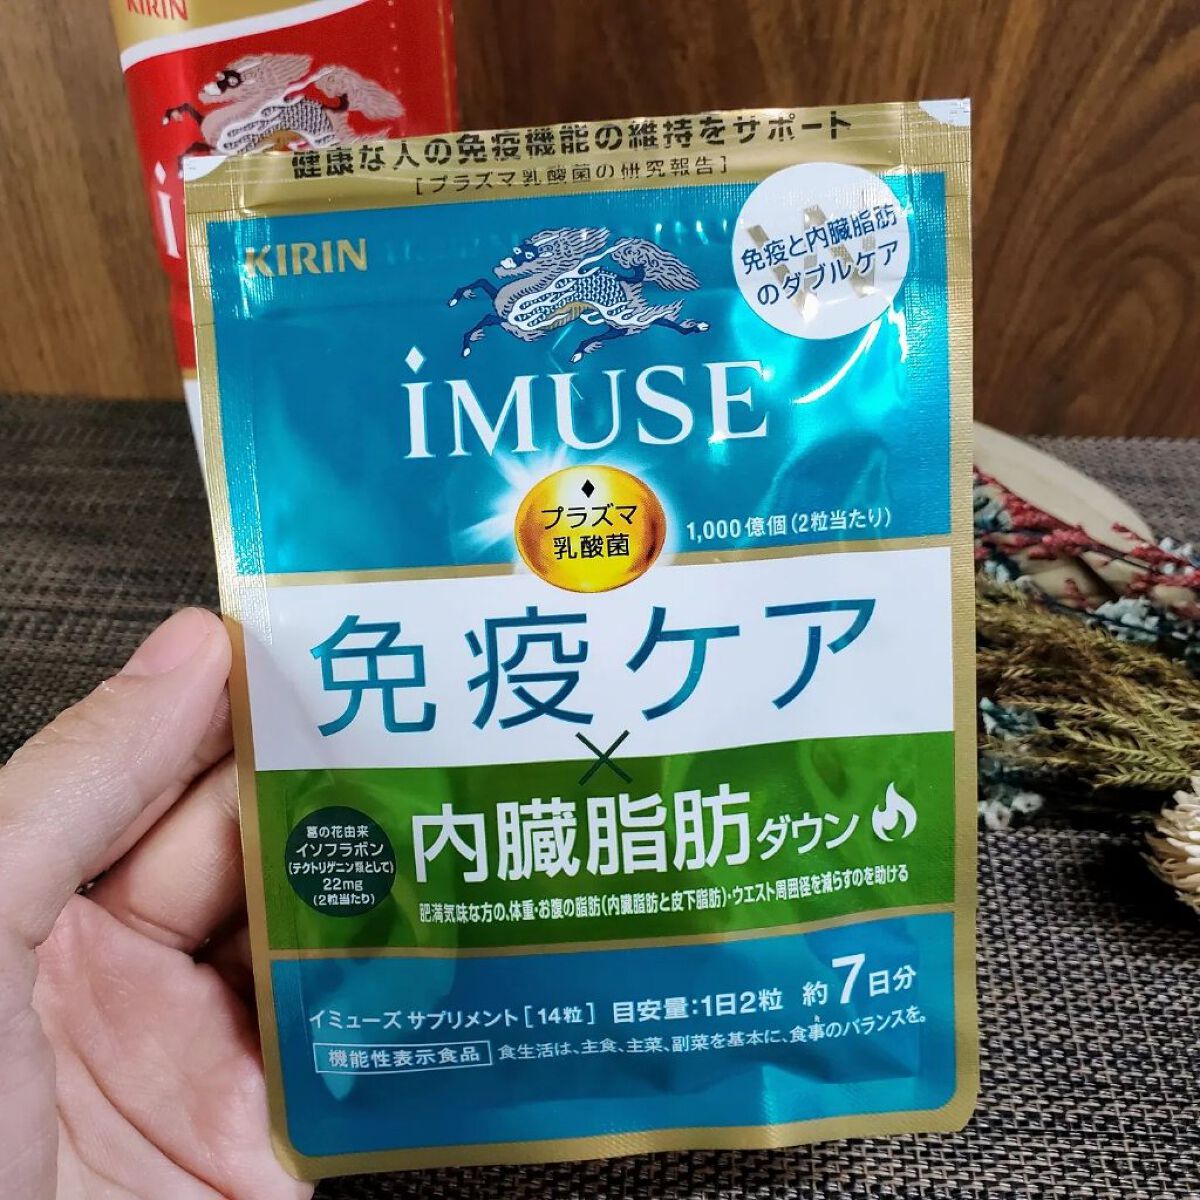 KIRIN
i
健康な人の免疫機能の維持をサポート
[プラズマ乳酸菌の研究報告]
KIRIN
免疫と内臓脂肪
のダブルケア
iMUSE
プラズマ
乳酸菌
1,000億個(2粒当たり)
免疫ケア
×
内臓脂肪ダウン
葛の花由来
イソフラボン
(テクトリゲニン類として)
22mg
(2粒当たり)
肥満気味な方の、体重・お腹の脂肪(内臓脂肪と皮下脂肪)・ウエスト周囲径を減らすのを助ける
イミューズ サプリメント[14粒] 目安量:1日2粒 約7日分
機能性表示食品 食生活は、主食、主菜、副菜を基本に、食事のバランスを。